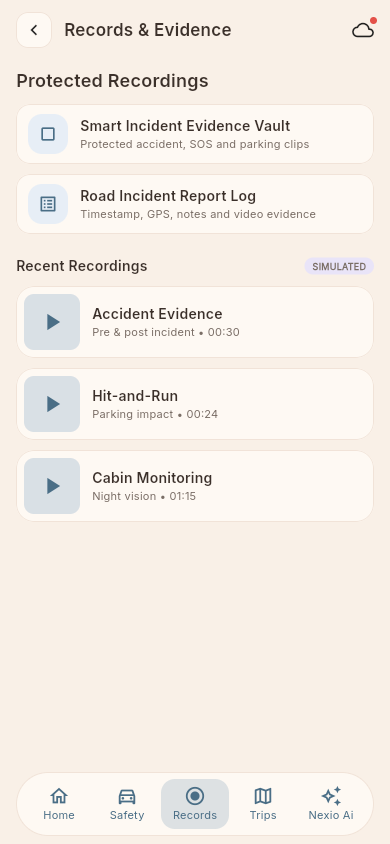 Records & Evidence
Protected Recordings
Smart Incident Evidence Vault
Protected accident, SOS and parking clips
Road Incident Report Log
Timestamp, GPS, notes and video evidence
Recent Recordings
SIMULATED
Accident Evidence
Pre & post incident • 00:30
Hit-and-Run
Parking impact • 00:24
Cabin Monitoring
Night vision • 01:15
Home
Safety
Records
Trips
Nexio Ai